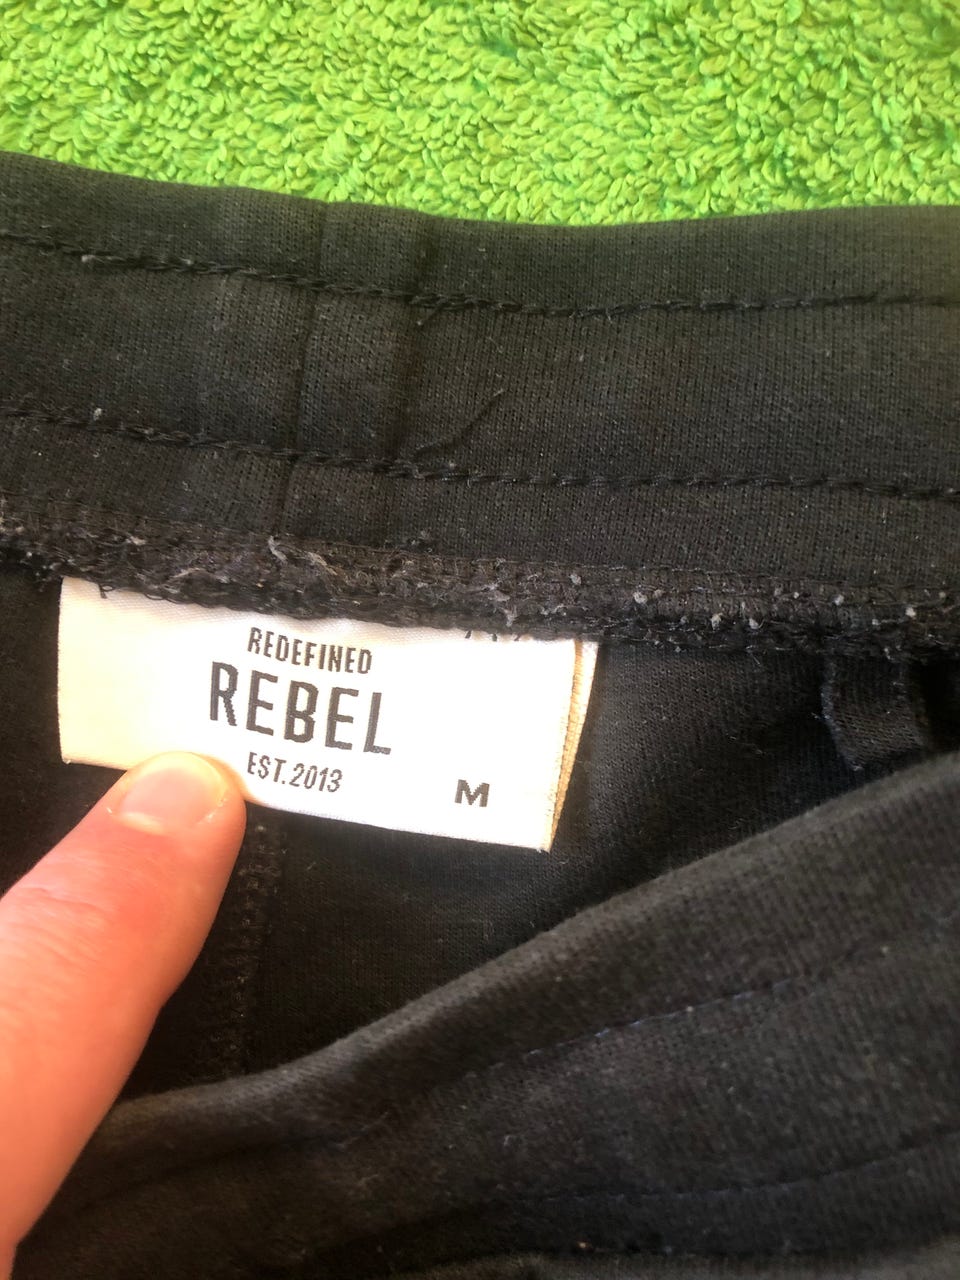 REDEFINED
REBEL
EST.2013
M